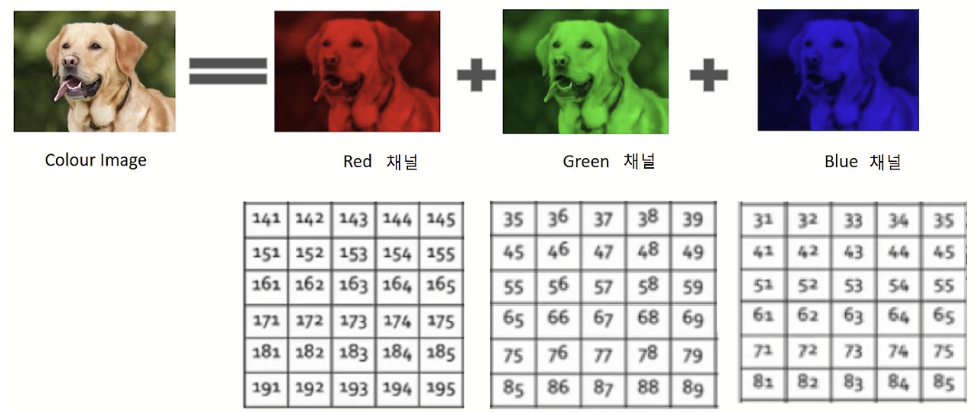 Colour Image
Red 채널
Green 채널
Blue 채널
141 142 143 144 145
151 152 153 154 155
161 162 163 164 165
171 172 173 174 175
181 182 183 184 185
191 192 193 194 195
35 36 37 38 39
45 46 47 48 49
55 56 57 58 59
65 66 67 68 69
75 76 77 78 79
85 86 87 88 89
31 32 33 34 35
41 42 43 44 45
51 52 53 54 55
61 62 63 64 65
71 72 73 74 75
81 82 83 84 85